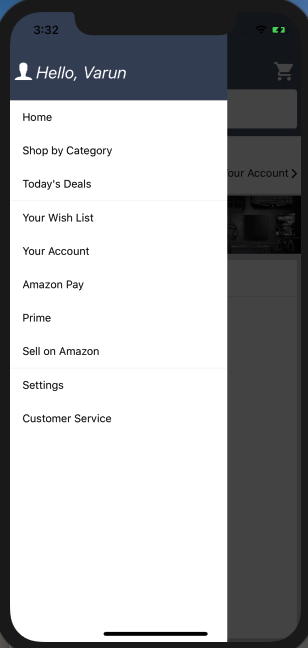 3:32
Hello, Varun
Home
Shop by Category
Today's Deals
our Account
Your Wish List
Your Account
Amazon Pay
Prime
Sell on Amazon
Settings
Customer Service